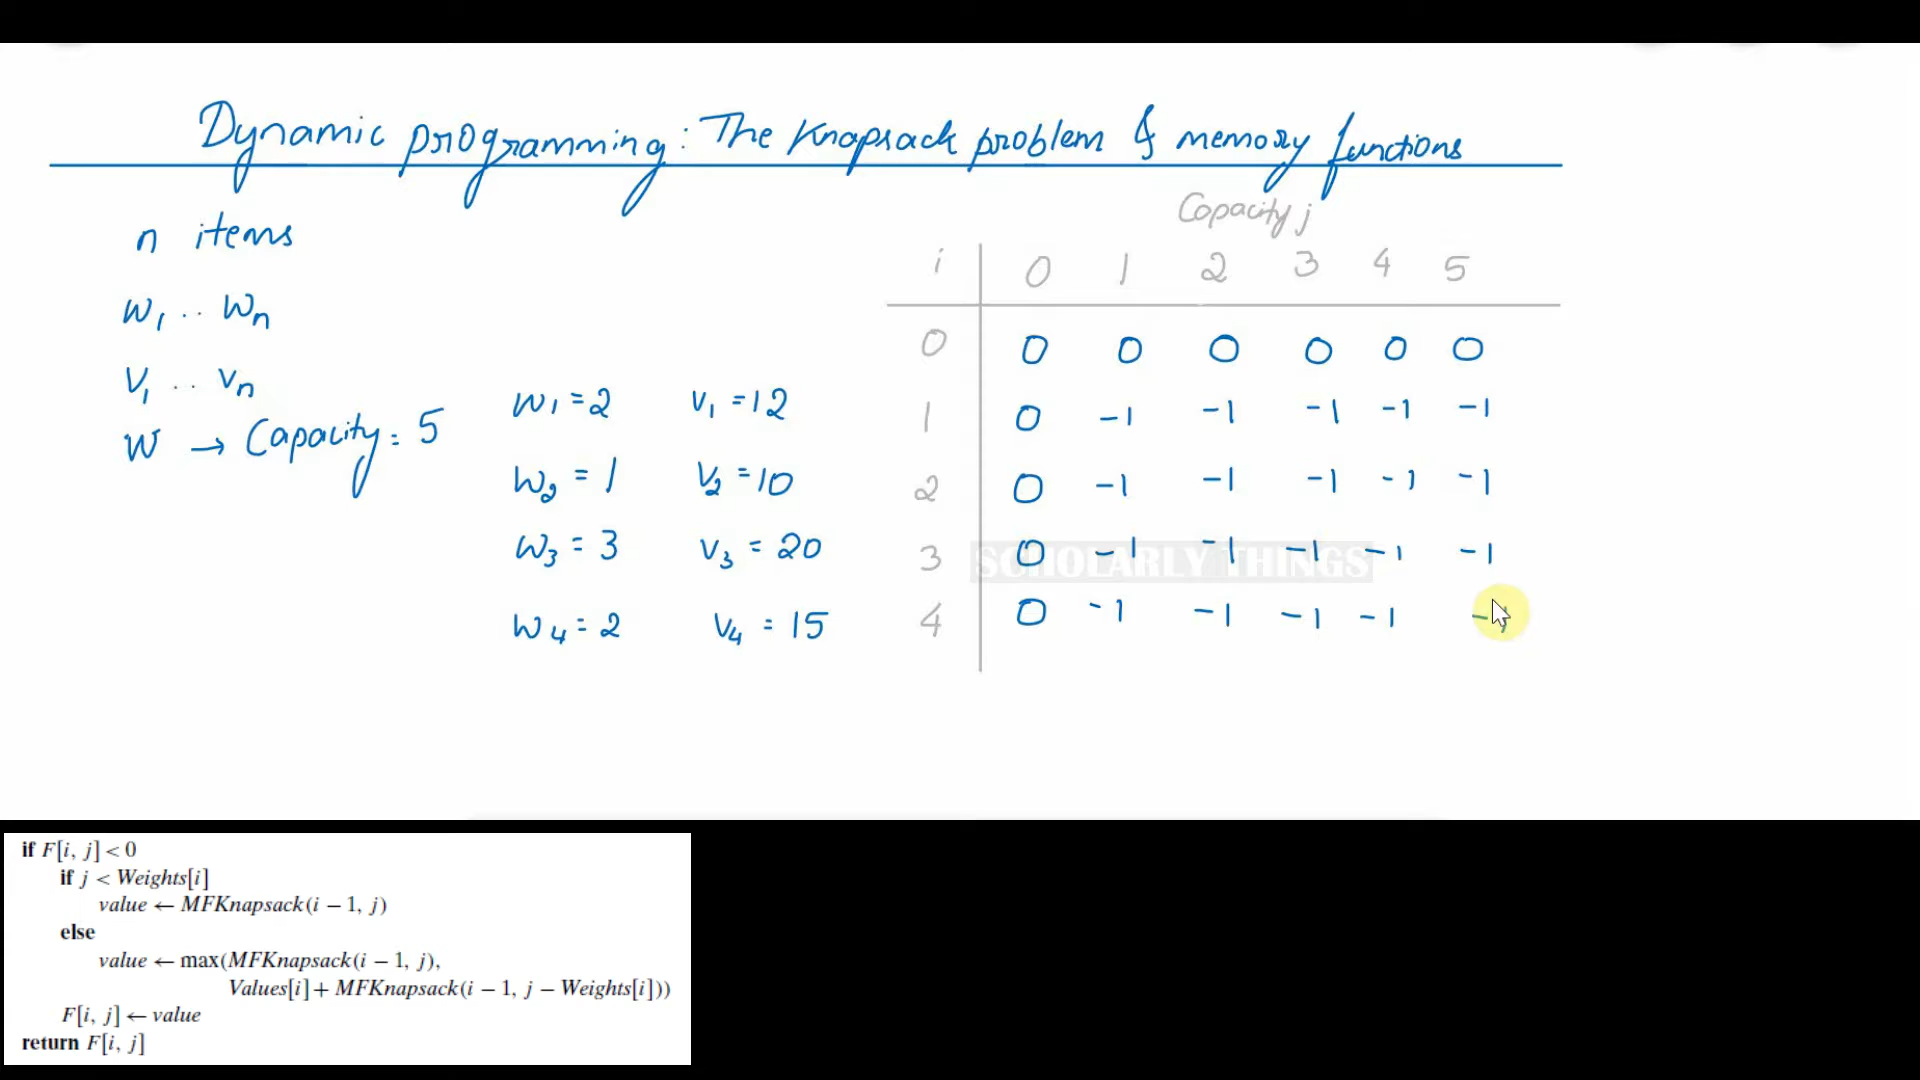 Dynamic programming: The Knapsack problem & memory functions
n items
w1 .. wn
v1 .. vn
W → Capacity: 5
w1 = 2 v1 = 12
w2 = 1 v2 = 10
w3 = 3 v3 = 20
w4 = 2 v4 = 15
Capacity j
i 0 1 2 3 4 5
0 0 0 0 0 0 0
1 0 -1 -1 -1 -1 -1
2 0 -1 -1 -1 -1 -1
3 0 -1 -1 -1 -1 -1
4 0 -1 -1 -1 -1 -1
SCHOLARLY THINGS
if F[i, j] < 0
if j < Weights[i]
value ← MFKnapsack(i − 1, j)
else
value ← max(MFKnapsack(i − 1, j),
Values[i] + MFKnapsack(i − 1, j − Weights[i]))
F[i, j] ← value
return F[i, j]